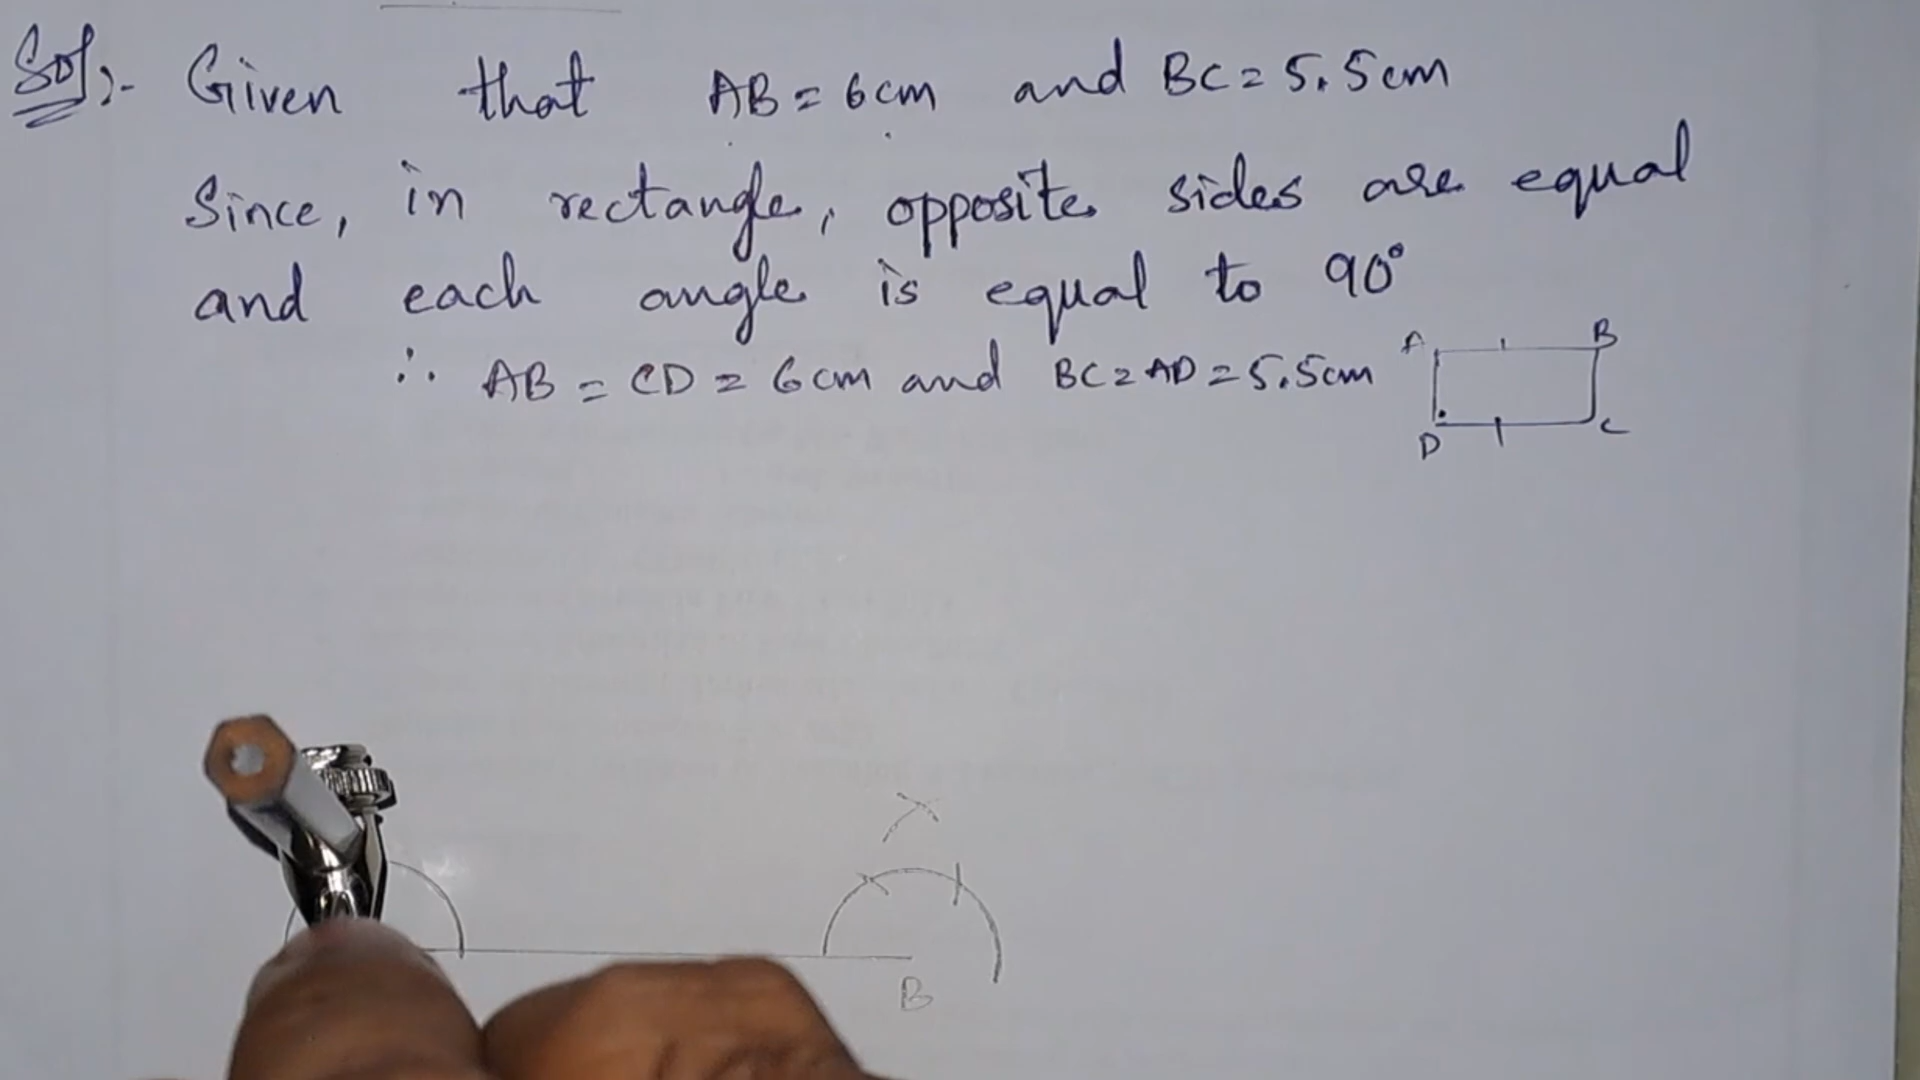 Sol:- Given that AB = 6cm and BC = 5.5cm
Since, in rectangle, opposite sides are equal
and each angle is equal to 90°
∴ AB = CD = 6cm and BC = AD = 5.5cm
A B
D C
B